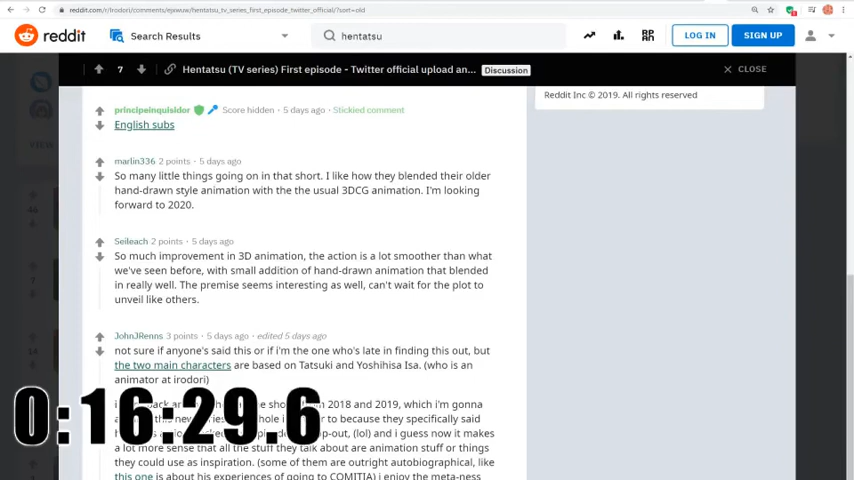 reddit.com/r/Irodori/comments/epxwuw/hentatsu_tv_series_first_episode_twitter_official/?sort=old
reddit
Search Results
hentatsu
LOG IN
SIGN UP
7
Hentatsu (TV series) First episode - Twitter official upload an...
Discussion
CLOSE
VIEW
Reddit Inc © 2019. All rights reserved
principeinquisidor Score hidden · 5 days ago · Stickied comment
English subs
marlin336 2 points · 5 days ago
So many little things going on in that short. I like how they blended their older
hand-drawn style animation with the the usual 3DCG animation. I'm looking
forward to 2020.
Seileach 2 points · 5 days ago
So much improvement in 3D animation, the action is a lot smoother than what
we've seen before, with small addition of hand-drawn animation that blended
in really well. The premise seems interesting as well, can't wait for the plot to
unveil like others.
JohnJRenns 3 points · 5 days ago · edited 5 days ago
not sure if anyone's said this or if i'm the one who's late in finding this out, but
the two main characters are based on Tatsuki and Yoshihisa Isa. (who is an
animator at irodori)
2018 and 2019, which i'm gonna
to because they specifically said
op-out, (lol) and i guess now it makes
a lot more sense that all the stuff they talk about are animation stuff or things
they could use as inspiration. (some of them are outright autobiographical, like
this one is about his experiences of going to COMITIA) i enjoy the meta-ness
0:16:29.6